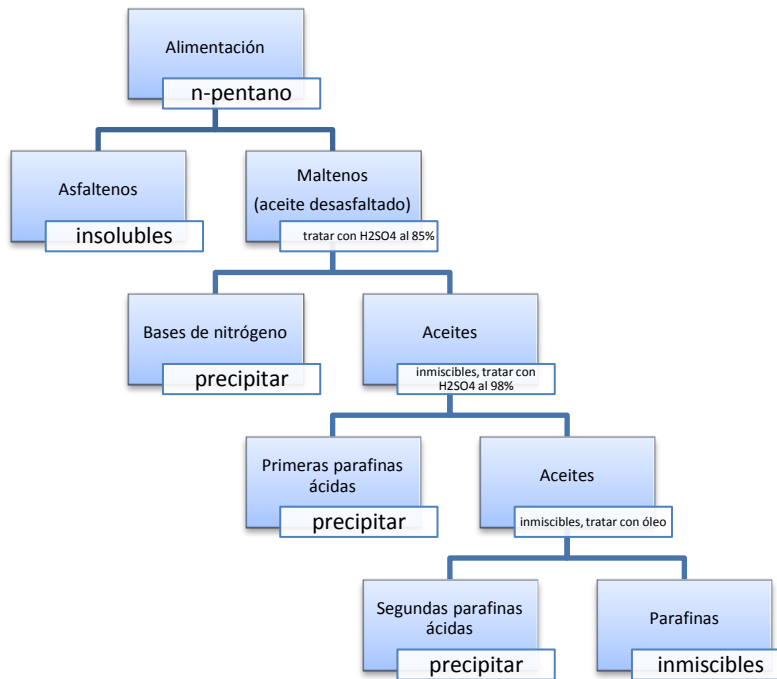 Alimentación
n-pentano
Asfaltenos
insolubles
Maltenos
(aceite desasfaltado)
tratar con H2SO4 al 85%
Bases de nitrógeno
precipitar
Aceites
inmiscibles, tratar con
H2SO4 al 98%
Primeras parafinas
ácidas
precipitar
Aceites
inmiscibles, tratar con óleo
Segundas parafinas
ácidas
precipitar
Parafinas
inmiscibles